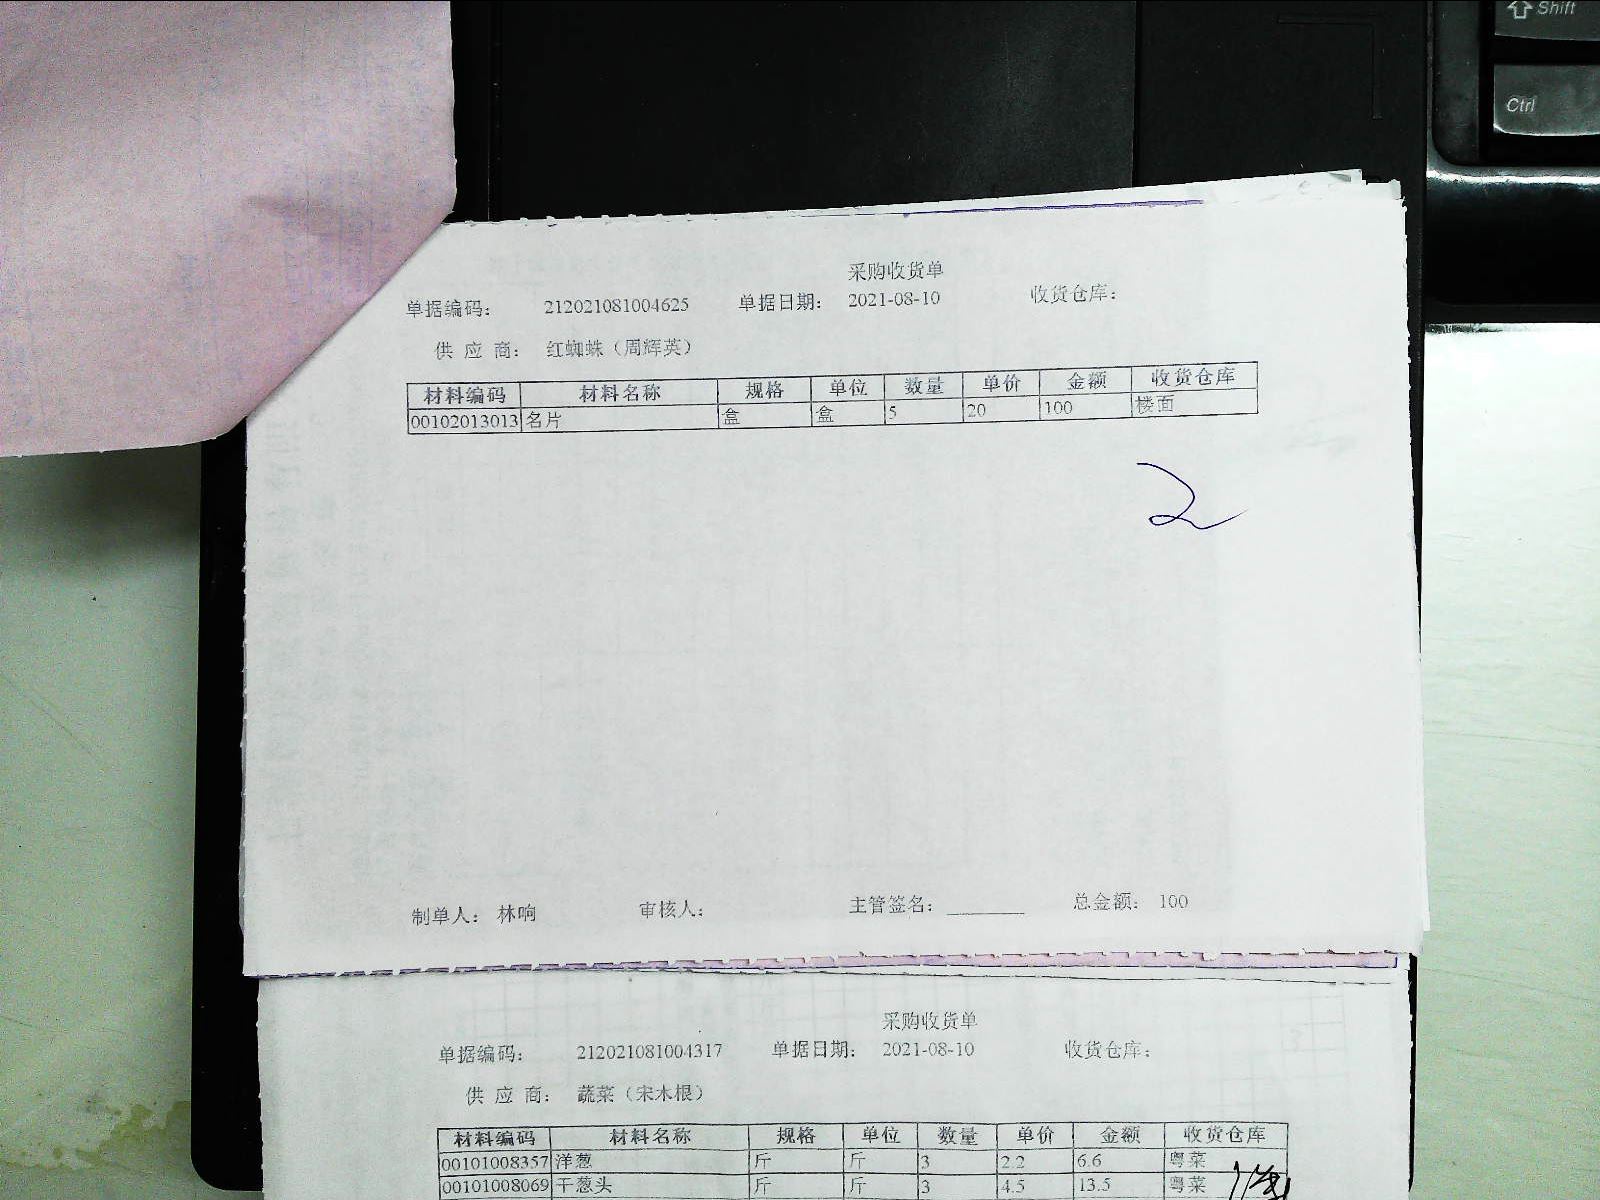 Shift
Ctrl
采购收货单
单据编码： 212021081004625 单据日期： 2021-08-10 收货仓库：
供 应 商： 红蜘蛛（周辉英）
材料编码 材料名称 规格 单位 数量 单价 金额 收货仓库
00102013013 名片 盒 盒 5 20 100 楼面
2
制单人： 林响 审核人： 主管签名：________ 总金额： 100
采购收货单
单据编码： 212021081004317 单据日期： 2021-08-10 收货仓库：
供 应 商： 蔬菜（宋木根）
材料编码 材料名称 规格 单位 数量 单价 金额 收货仓库
00101008357 洋葱 斤 斤 3 2.2 6.6 粤菜
00101008069 干葱头 斤 斤 3 4.5 13.5 粤菜